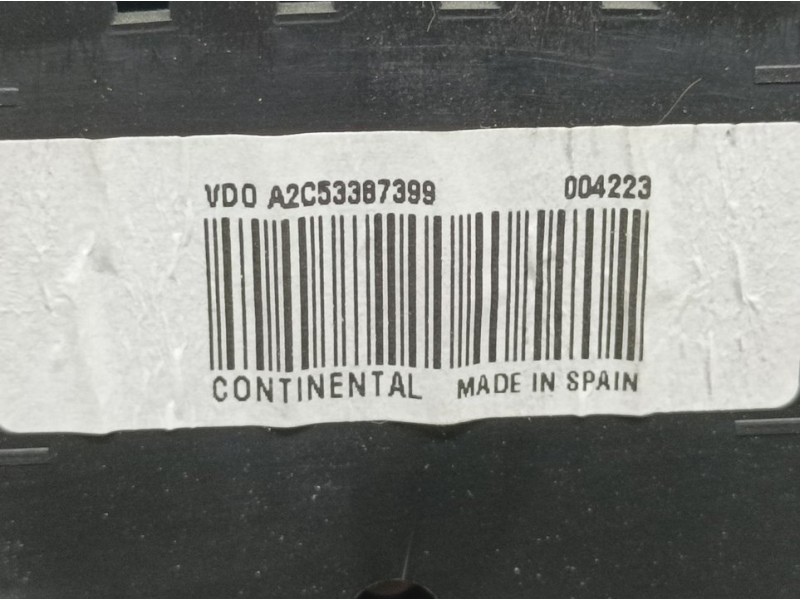 VDO A2C53387399 004223
CONTINENTAL MADE IN SPAIN